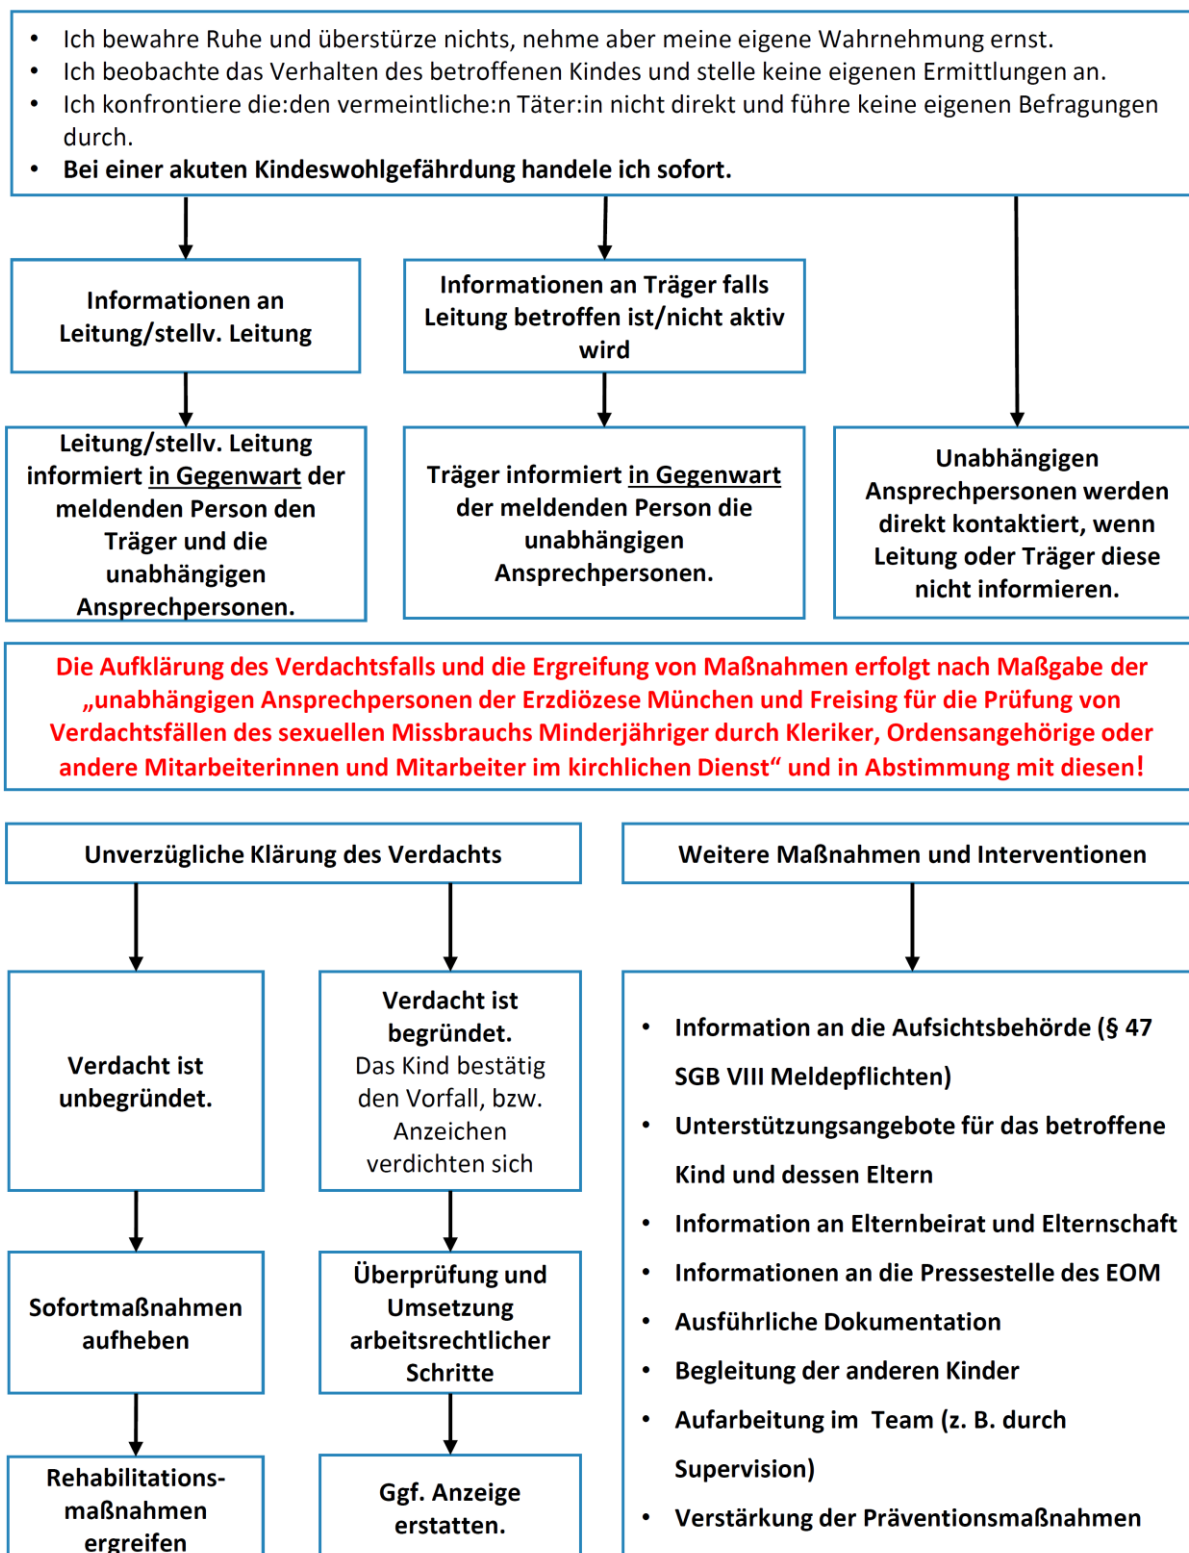 • Ich bewahre Ruhe und überstürze nichts, nehme aber meine eigene Wahrnehmung ernst.
• Ich beobachte das Verhalten des betroffenen Kindes und stelle keine eigenen Ermittlungen an.
• Ich konfrontiere die:den vermeintliche:n Täter:in nicht direkt und führe keine eigenen Befragungen
durch.
• Bei einer akuten Kindeswohlgefährdung handele ich sofort.
Informationen an
Leitung/stellv. Leitung
Informationen an Träger falls
Leitung betroffen ist/nicht aktiv
wird
Leitung/stellv. Leitung
informiert in Gegenwart der
meldenden Person den
Träger und die
unabhängigen
Ansprechpersonen.
Träger informiert in Gegenwart
der meldenden Person die
unabhängigen
Ansprechpersonen.
Unabhängigen
Ansprechpersonen werden
direkt kontaktiert, wenn
Leitung oder Träger diese
nicht informieren.
Die Aufklärung des Verdachtsfalls und die Ergreifung von Maßnahmen erfolgt nach Maßgabe der
„unabhängigen Ansprechpersonen der Erzdiözese München und Freising für die Prüfung von
Verdachtsfällen des sexuellen Missbrauchs Minderjähriger durch Kleriker, Ordensangehörige oder
andere Mitarbeiterinnen und Mitarbeiter im kirchlichen Dienst“ und in Abstimmung mit diesen!
Unverzügliche Klärung des Verdachts
Verdacht ist
unbegründet.
Sofortmaßnahmen
aufheben
Rehabilitations-
maßnahmen
ergreifen
Verdacht ist
begründet.
Das Kind bestätig
den Vorfall, bzw.
Anzeichen
verdichten sich
Überprüfung und
Umsetzung
arbeitsrechtlicher
Schritte
Ggf. Anzeige
erstatten.
Weitere Maßnahmen und Interventionen
• Information an die Aufsichtsbehörde (§ 47
SGB VIII Meldepflichten)
• Unterstützungsangebote für das betroffene
Kind und dessen Eltern
• Information an Elternbeirat und Elternschaft
• Informationen an die Pressestelle des EOM
• Ausführliche Dokumentation
• Begleitung der anderen Kinder
• Aufarbeitung im Team (z. B. durch
Supervision)
• Verstärkung der Präventionsmaßnahmen